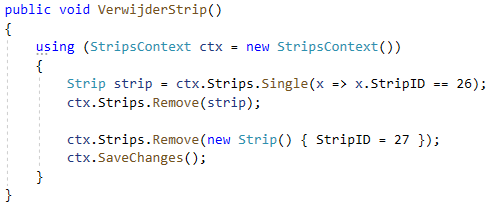 public void VerwijderStrip()
{
using (StripsContext ctx = new StripsContext())
{
Strip strip = ctx.Strips.Single(x => x.StripID == 26);
ctx.Strips.Remove(strip);
ctx.Strips.Remove(new Strip() { StripID = 27 });
ctx.SaveChanges();
}
}